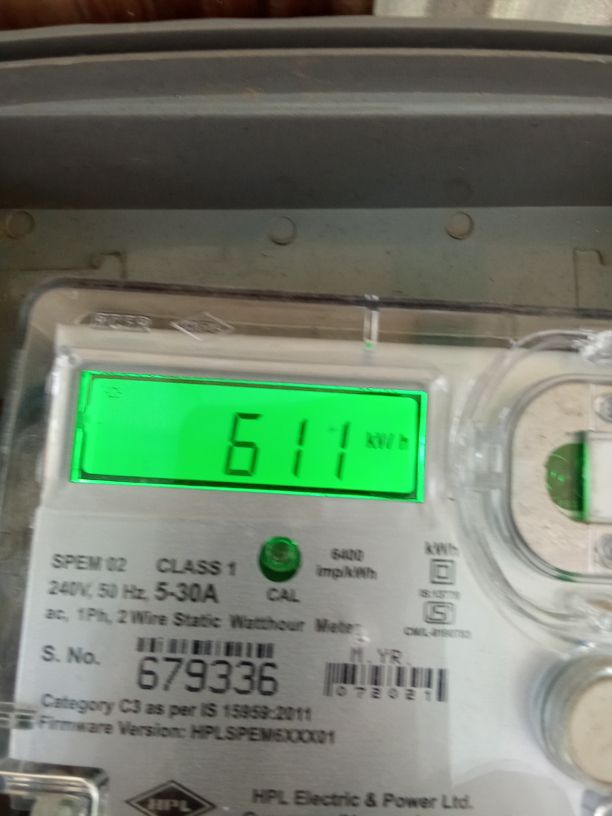 611 kWh
SPEM 02 CLASS 1 6400 imp/kWh kWh
240V, 50 Hz, 5-30A CAL
ac, 1Ph, 2 Wire Static Watthour Meter
S. No. 679336 M. YR. 072021
Category C3 as per IS 15959:2011
Firmware Version: HPLSPEM6XXX01
HPL HPL Electric & Power Ltd.